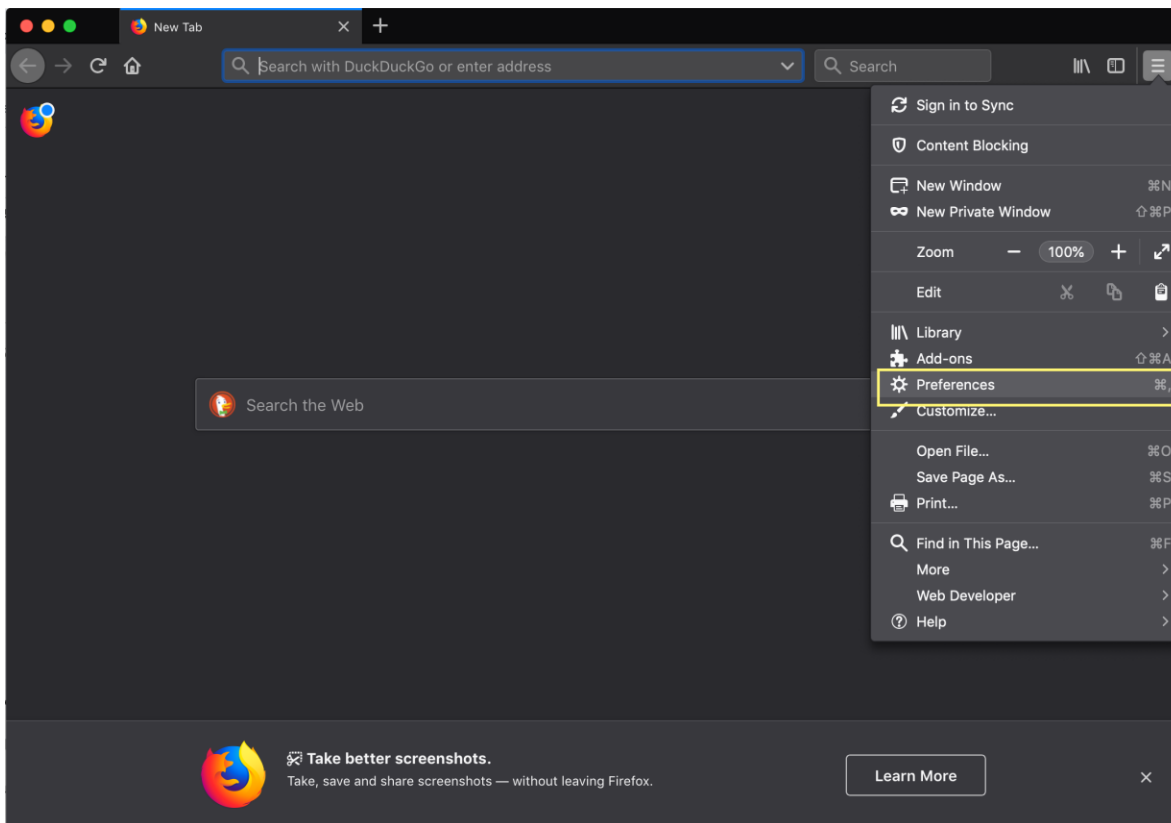 New Tab
Search with DuckDuckGo or enter address
Search
Sign in to Sync
Content Blocking
New Window ⌘N
New Private Window ⇧⌘P
Zoom − 100% +
Edit
Library
Add-ons ⇧⌘A
Preferences ⌘,
Customize...
Open File... ⌘O
Save Page As... ⌘S
Print... ⌘P
Find in This Page... ⌘F
More
Web Developer
Help
Search the Web
Take better screenshots.
Take, save and share screenshots — without leaving Firefox.
Learn More